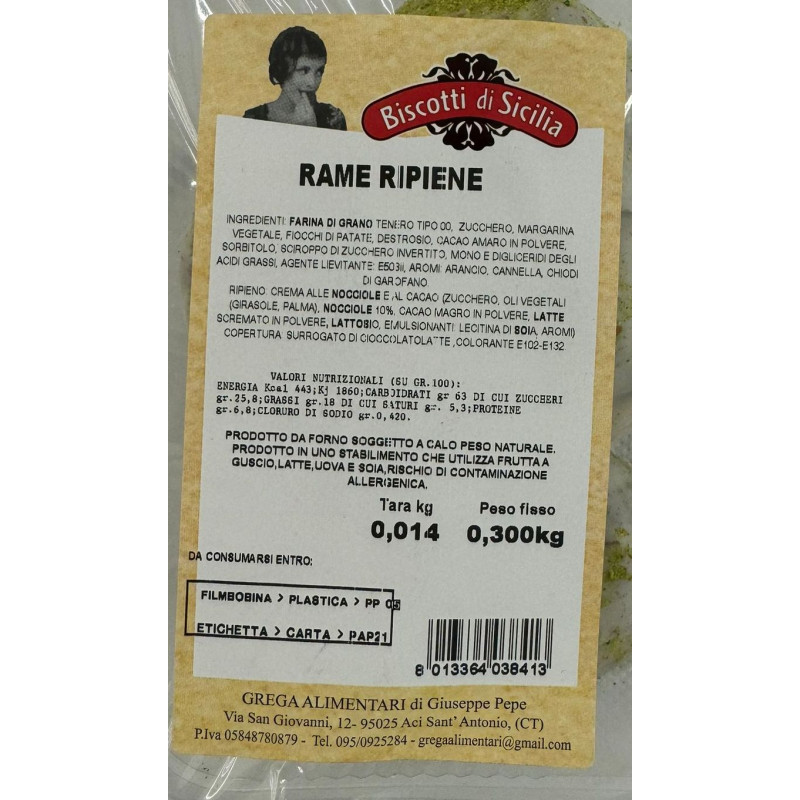 Biscotti di Sicilia
RAME RIPIENE
INGREDIENTI: FARINA DI GRANO TENERO TIPO 00, ZUCCHERO, MARGARINA
VEGETALE, FIOCCHI DI PATATE, DESTROSIO, CACAO AMARO IN POLVERE,
SORBITOLO, SCIROPPO DI ZUCCHERO INVERTITO, MONO E DIGLICERIDI DEGLI
ACIDI GRASSI, AGENTE LIEVITANTE: E503ii, AROMI: ARANCIO, CANNELLA, CHIODI
DI GAROFANO.
RIPIENO: CREMA ALLE NOCCIOLE E AL CACAO (ZUCCHERO, OLI VEGETALI
(GIRASOLE, PALMA), NOCCIOLE 10%, CACAO MAGRO IN POLVERE, LATTE
SCREMATO IN POLVERE, LATTOSIO, EMULSIONANTI: LECITINA DI SOIA, AROMI)
COPERTURA: SURROGATO DI CIOCCOLATOLATTE ,COLORANTE E102-E132.
VALORI NUTRIZIONALI (SU GR.100):
ENERGIA Kcal 443;Kj 1860;CARBOIDRATI gr 63 DI CUI ZUCCHERI
gr.25,8;GRASSI gr.18 DI CUI SATURI gr. 5,3;PROTEINE
gr.6,8;CLORURO DI SODIO gr.0,420.
PRODOTTO DA FORNO SOGGETTO A CALO PESO NATURALE.
PRODOTTO IN UNO STABILIMENTO CHE UTILIZZA FRUTTA A
GUSCIO,LATTE,UOVA E SOIA,RISCHIO DI CONTAMINAZIONE
ALLERGENICA.
Tara kg Peso fisso
0,014 0,300kg
DA CONSUMARSI ENTRO:
FILMBOBINA > PLASTICA > PP 05
ETICHETTA > CARTA > PAP21
8 013364 038413
GREGA ALIMENTARI di Giuseppe Pepe
Via San Giovanni, 12- 95025 Aci Sant' Antonio, (CT)
P.Iva 05848780879 - Tel. 095/0925284 - gregaalimentari@gmail.com